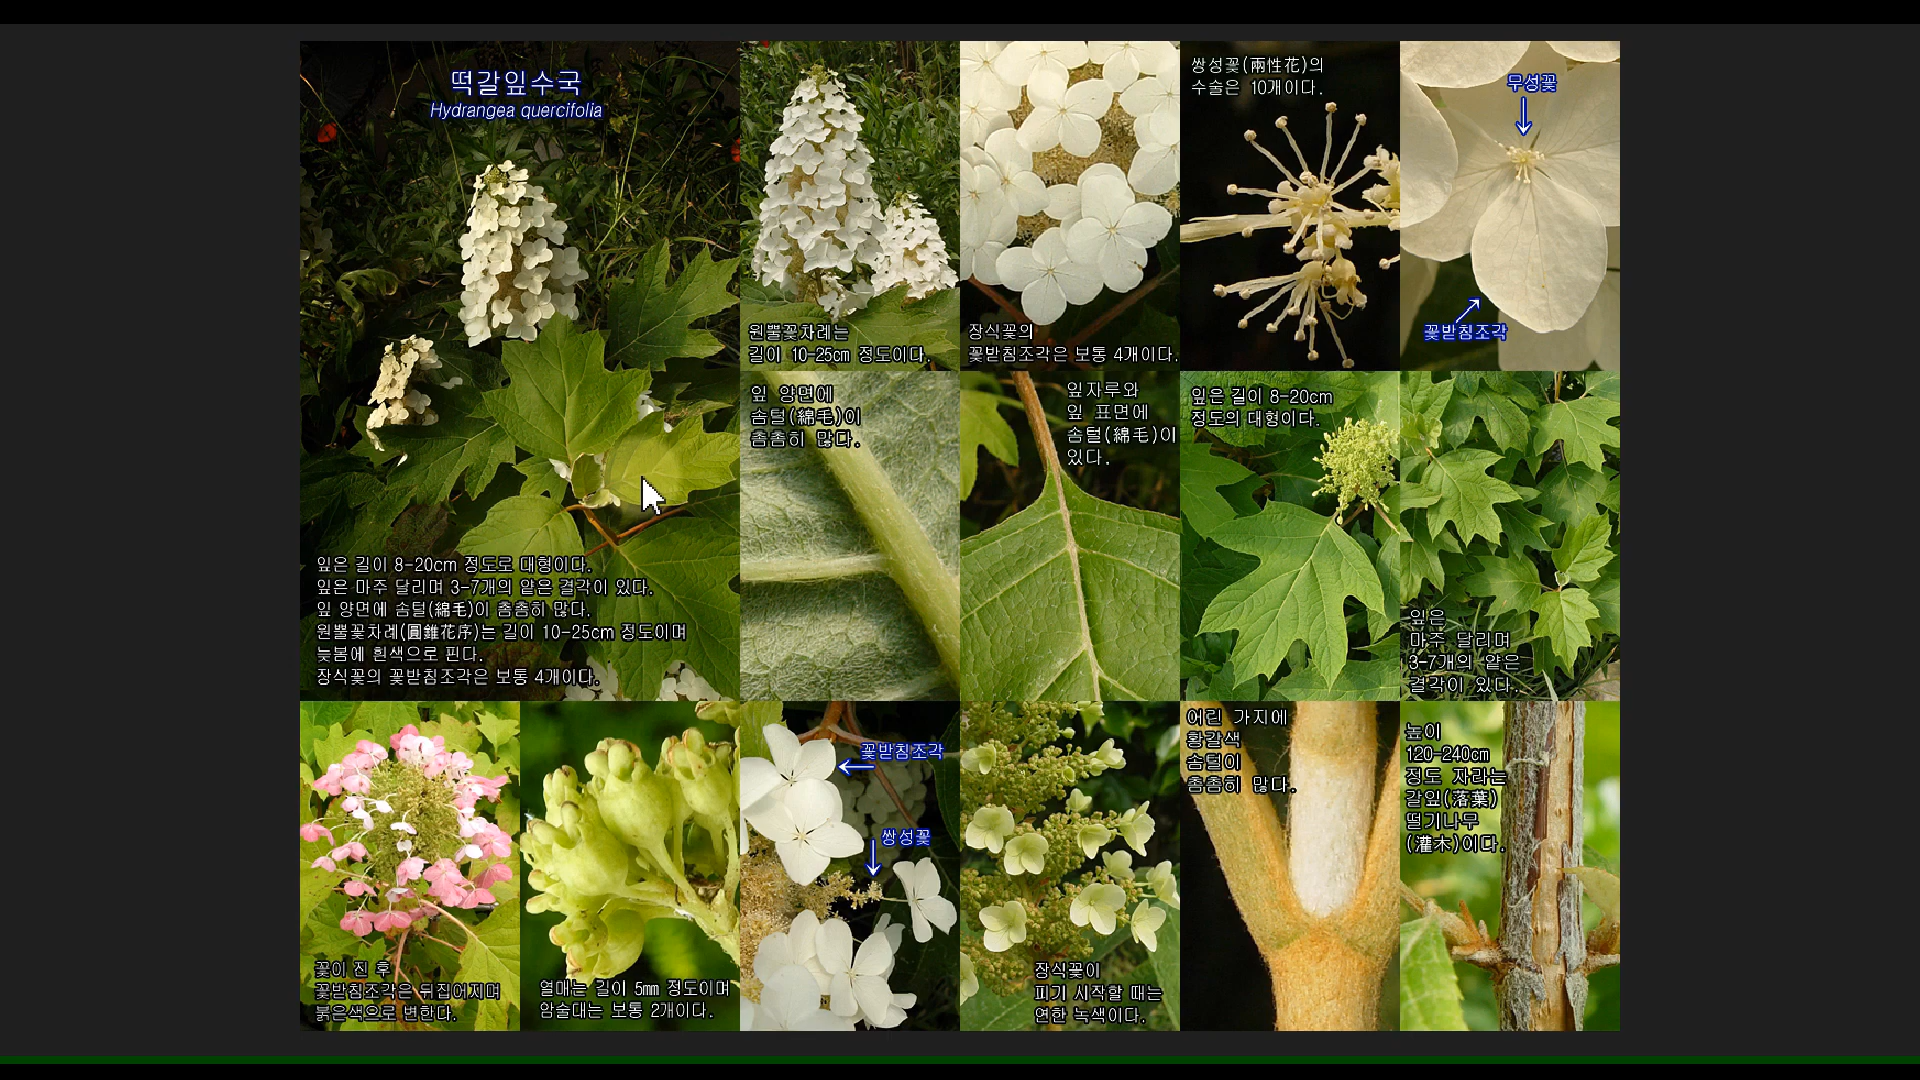 떡갈잎수국
Hydrangea quercifolia
잎은 길이 8-20cm 정도로 대형이다.
잎은 마주 달리며 3-7개의 얕은 결각이 있다.
잎 양면에 솜털(綿毛)이 촘촘히 많다.
원뿔꽃차례(圓錐花序)는 길이 10-25cm 정도이며
늦봄에 흰색으로 핀다.
장식꽃의 꽃받침조각은 보통 4개이다.
원뿔꽃차례는
길이 10-25cm 정도이다.
장식꽃의
꽃받침조각은 보통 4개이다.
쌍성꽃(兩性花)의
수술은 10개이다.
무성꽃
꽃받침조각
잎 양면에
솜털(綿毛)이
촘촘히 많다.
잎자루와
잎 표면에
솜털(綿毛)이
있다.
잎은 길이 8-20cm
정도의 대형이다.
잎은
마주 달리며
3-7개의 얕은
결각이 있다.
꽃이 진 후
꽃받침조각은 뒤집어지며
붉은색으로 변한다.
열매는 길이 5mm 정도이며
암술대는 보통 2개이다.
꽃받침조각
쌍성꽃
장식꽃이
피기 시작할 때는
연한 녹색이다.
어린 가지에
황갈색
솜털이
촘촘히 많다.
높이
120-240cm
정도 자라는
갈잎(落葉)
떨기나무
(灌木)이다.